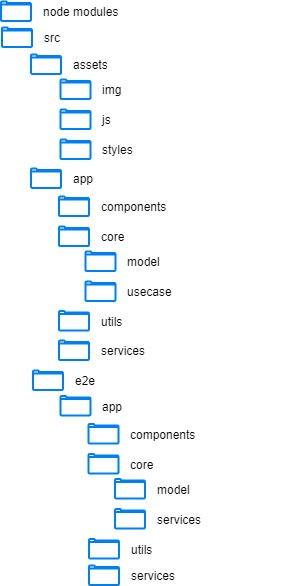 node modules
src
assets
img
js
styles
app
components
core
model
usecase
utils
services
e2e
app
components
core
model
services
utils
services